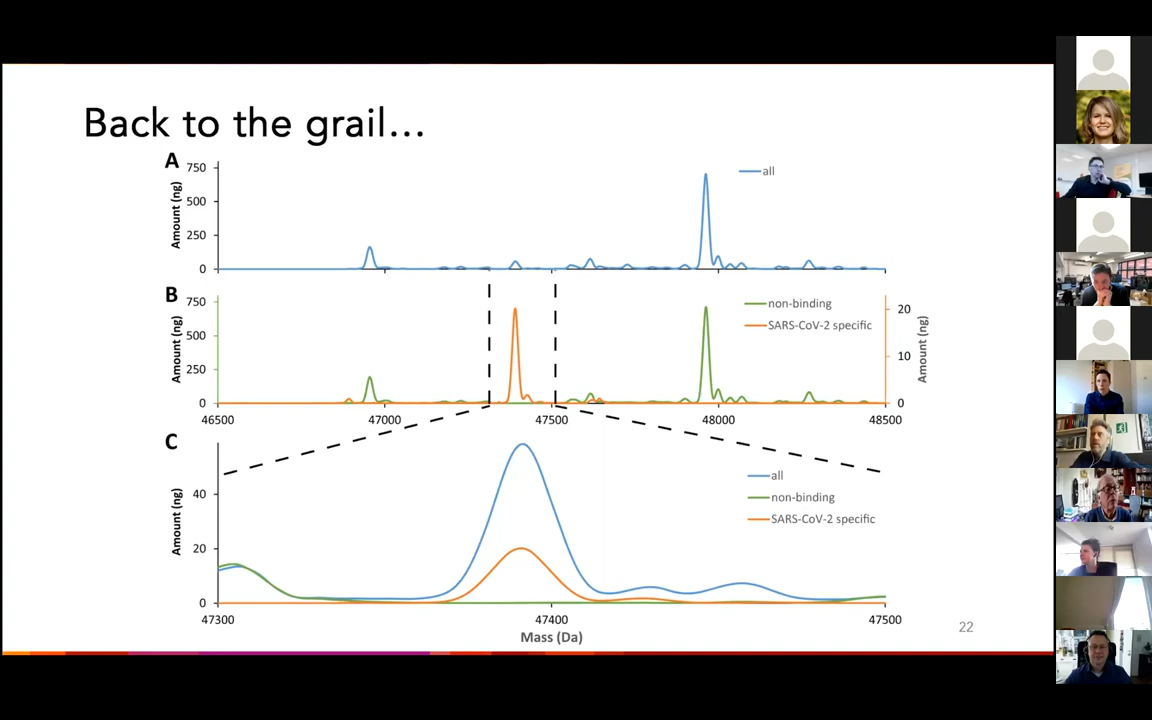 Back to the grail...
A
750
500
250
0
Amount (ng)
all
B
750
500
250
0
Amount (ng)
non-binding
SARS-CoV-2 specific
20
10
0
Amount (ng)
46500 47000 47500 48000 48500
C
40
20
0
Amount (ng)
all
non-binding
SARS-CoV-2 specific
47300 47400 47500
Mass (Da)
22